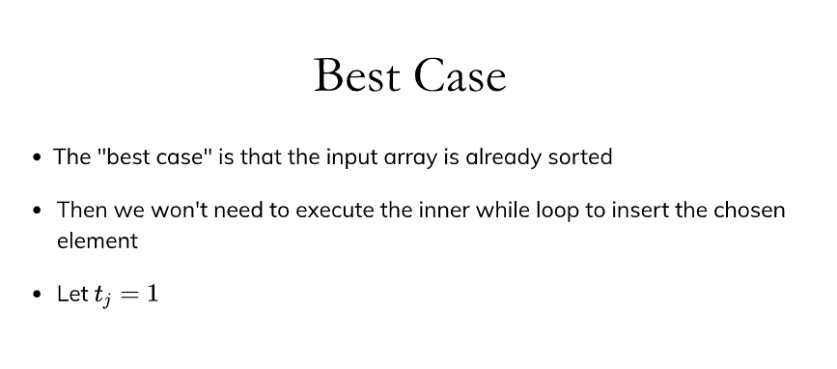 Best Case
• The "best case" is that the input array is already sorted
• Then we won't need to execute the inner while loop to insert the chosen
element
• Let $t_j = 1$